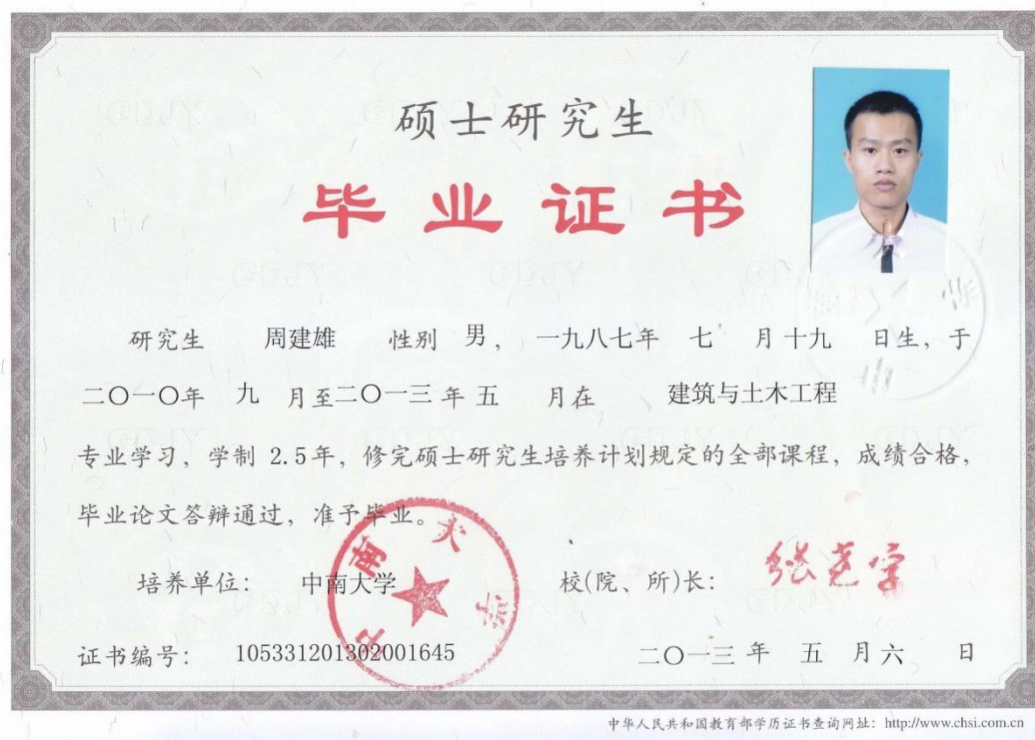 硕士研究生
毕业证书
研究生 周建雄 性别 男， 一九八七年 七 月十九 日生，于
二〇一〇年 九 月至二〇一三年 五 月在 建筑与土木工程
专业学习，学制 2.5年，修完硕士研究生培养计划规定的全部课程，成绩合格，
毕业论文答辩通过，准予毕业。
中南大学
培养单位： 中南大学 校(院、所)长： 张尧学
证书编号： 105331201302001645 二〇一三年 五 月六 日
中华人民共和国教育部学历证书查询网址：http://www.chsi.com.cn